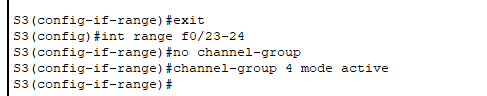 S3(config-if-range)#exit
S3(config)#int range f0/23-24
S3(config-if-range)#no channel-group
S3(config-if-range)#channel-group 4 mode active
S3(config-if-range)#